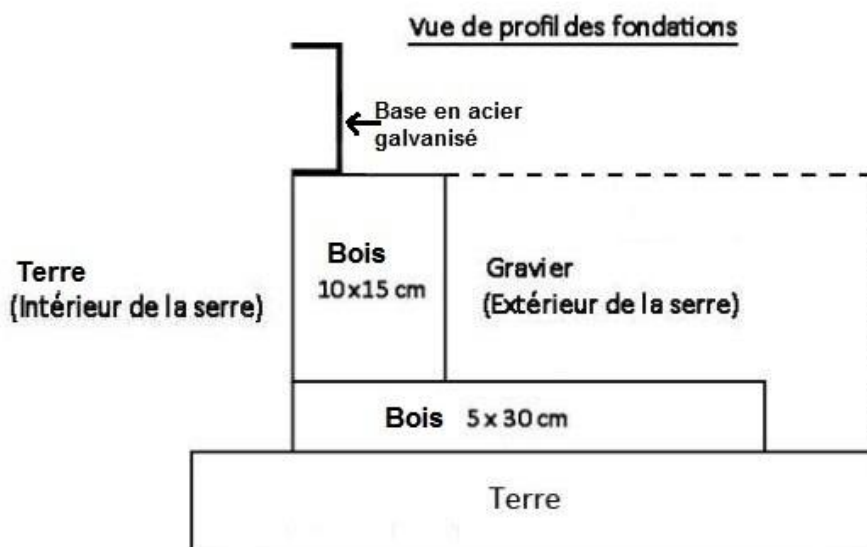 Vue de profil des fondations
Base en acier
galvanisé
Terre
(Intérieur de la serre)
Bois
10x15 cm
Gravier
(Extérieur de la serre)
Bois 5 x 30 cm
Terre